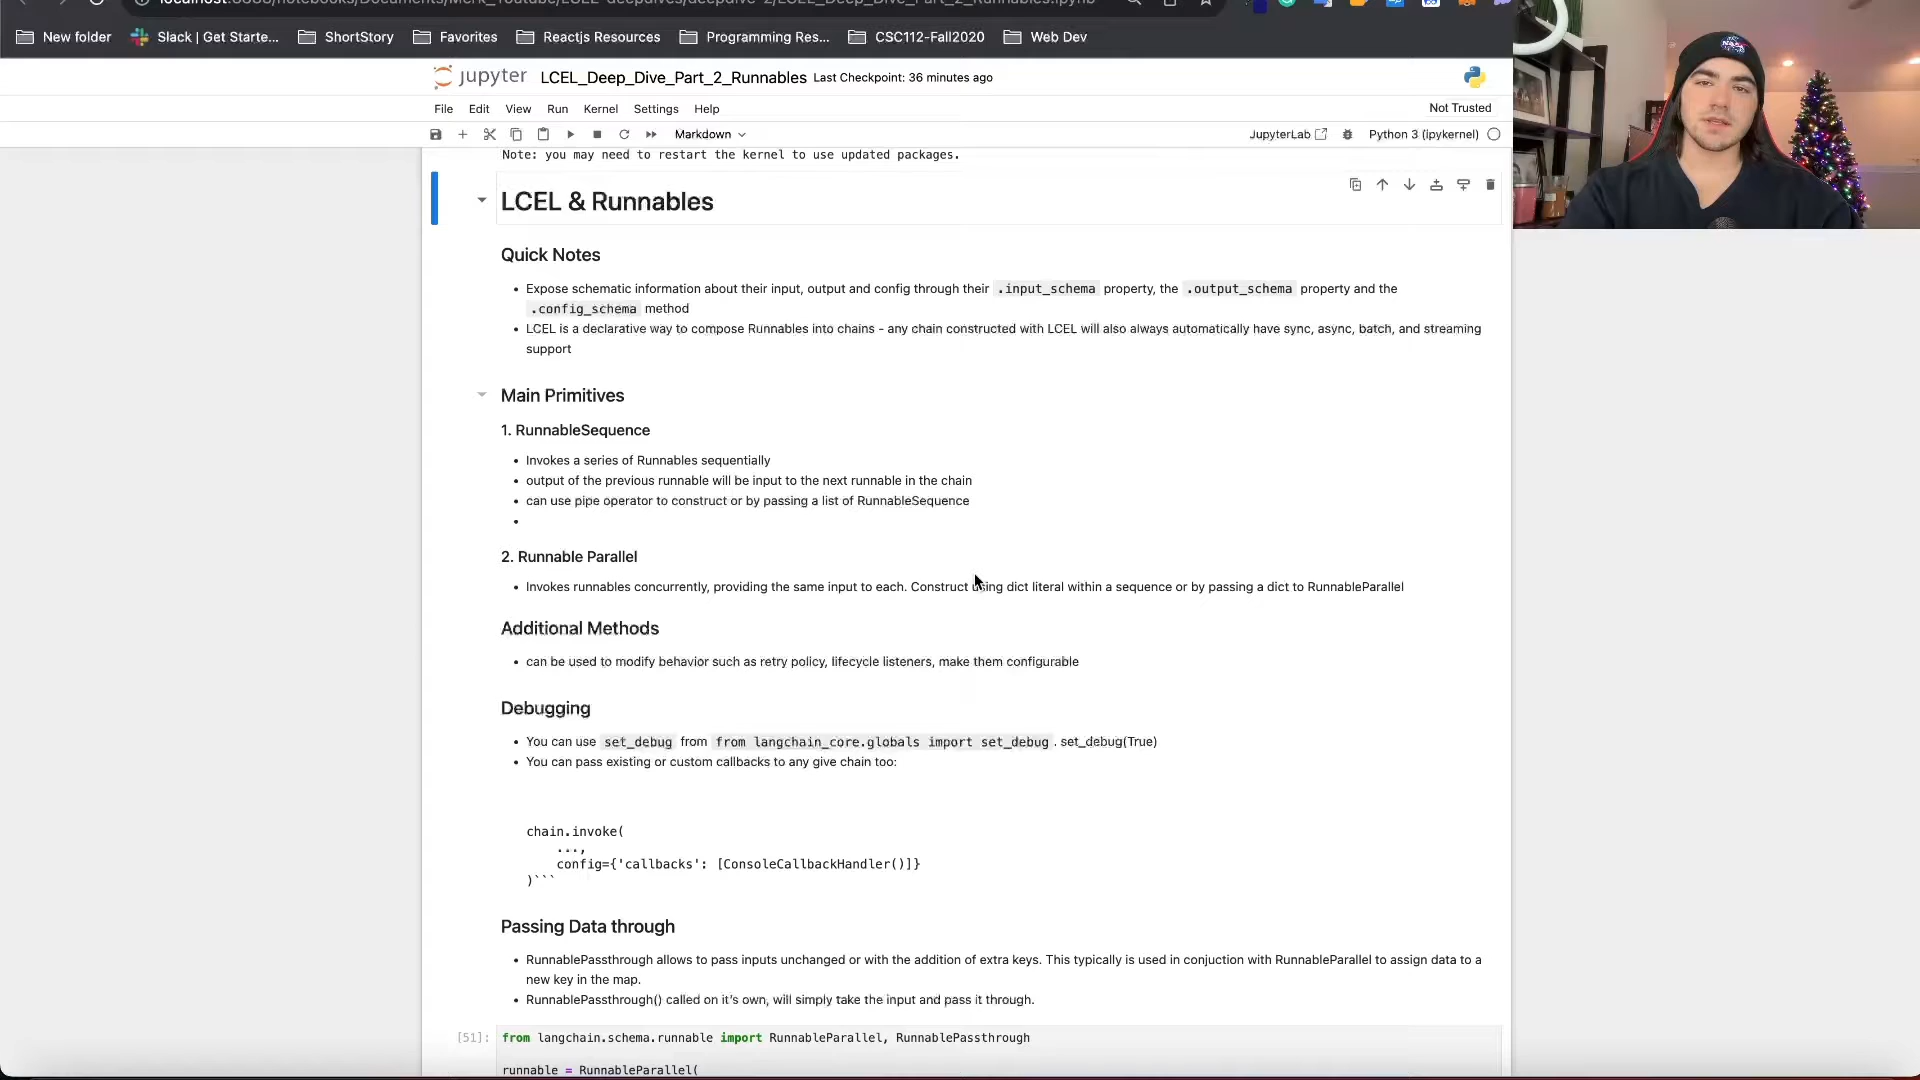 localhost:8888/notebooks/Documents/Merk_Youtube/LCEL-deepdives/deepdive-2/LCEL_Deep_Dive_Part_2_Runnables.ipynb
New folder
Slack | Get Starte...
ShortStory
Favorites
Reactjs Resources
Programming Res...
CSC112-Fall2020
Web Dev
NASA
jupyter LCEL_Deep_Dive_Part_2_Runnables Last Checkpoint: 36 minutes ago
File Edit View Run Kernel Settings Help Not Trusted
Markdown JupyterLab Python 3 (ipykernel)
Note: you may need to restart the kernel to use updated packages.
LCEL & Runnables
Quick Notes
• Expose schematic information about their input, output and config through their .input_schema property, the .output_schema property and the
.config_schema method
• LCEL is a declarative way to compose Runnables into chains - any chain constructed with LCEL will also always automatically have sync, async, batch, and streaming
support
Main Primitives
1. RunnableSequence
• Invokes a series of Runnables sequentially
• output of the previous runnable will be input to the next runnable in the chain
• can use pipe operator to construct or by passing a list of RunnableSequence
•
2. Runnable Parallel
• Invokes runnables concurrently, providing the same input to each. Construct using dict literal within a sequence or by passing a dict to RunnableParallel
Additional Methods
• can be used to modify behavior such as retry policy, lifecycle listeners, make them configurable
Debugging
• You can use set_debug from from langchain_core.globals import set_debug . set_debug(True)
• You can pass existing or custom callbacks to any give chain too:
chain.invoke(
...,
config={'callbacks': [ConsoleCallbackHandler()]}
)```
Passing Data through
• RunnablePassthrough allows to pass inputs unchanged or with the addition of extra keys. This typically is used in conjuction with RunnableParallel to assign data to a
new key in the map.
• RunnablePassthrough() called on it's own, will simply take the input and pass it through.
[51]: from langchain.schema.runnable import RunnableParallel, RunnablePassthrough
runnable = RunnableParallel(